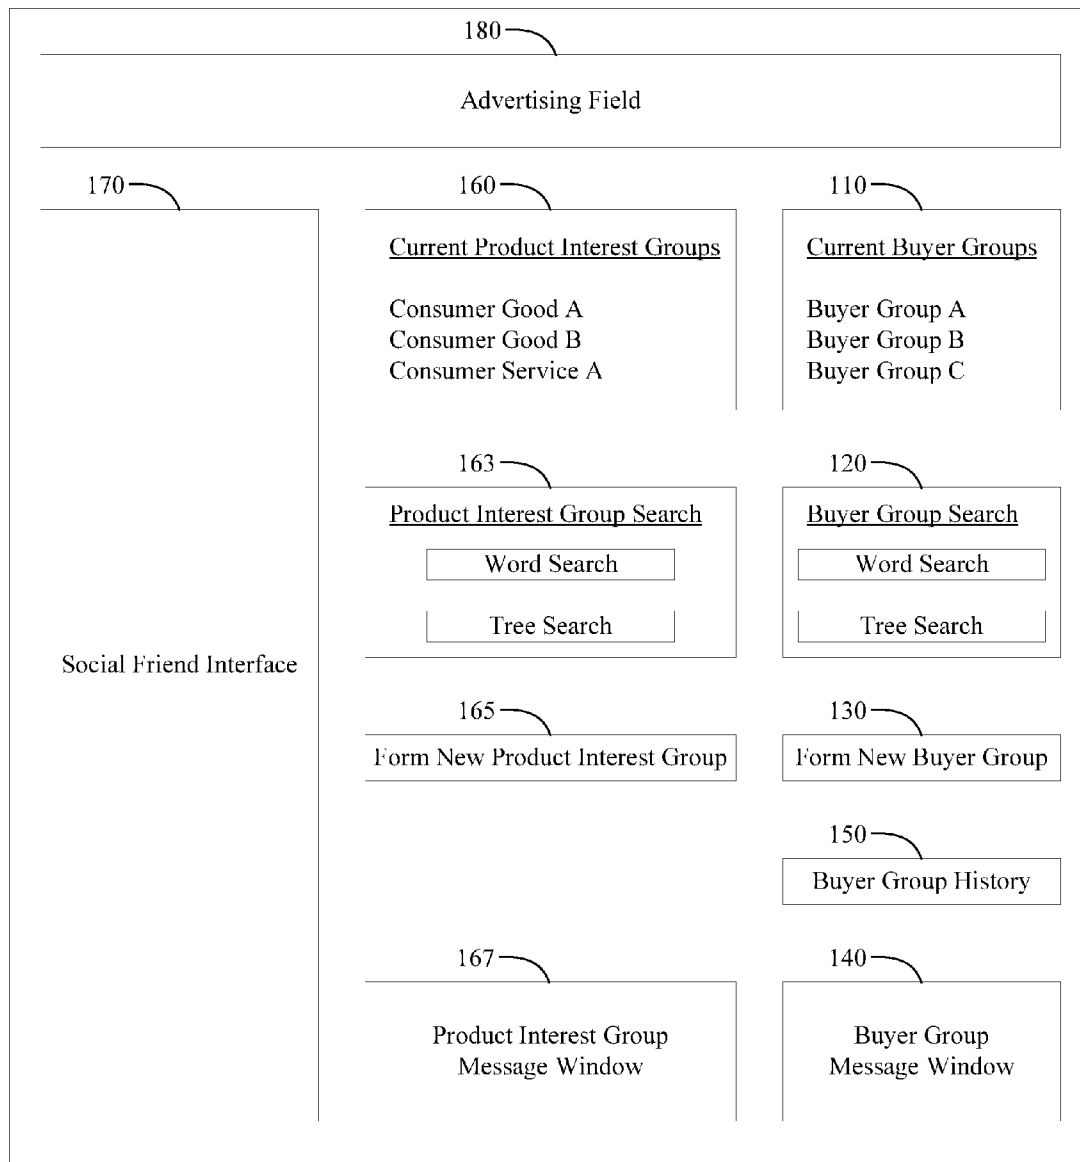 180
Advertising Field
170
160
110
Current Product Interest Groups
Consumer Good A
Consumer Good B
Consumer Service A
Current Buyer Groups
Buyer Group A
Buyer Group B
Buyer Group C
163
120
Product Interest Group Search
Word Search
Tree Search
Buyer Group Search
Word Search
Tree Search
Social Friend Interface
165
130
Form New Product Interest Group
Form New Buyer Group
150
Buyer Group History
167
140
Product Interest Group
Message Window
Buyer Group
Message Window